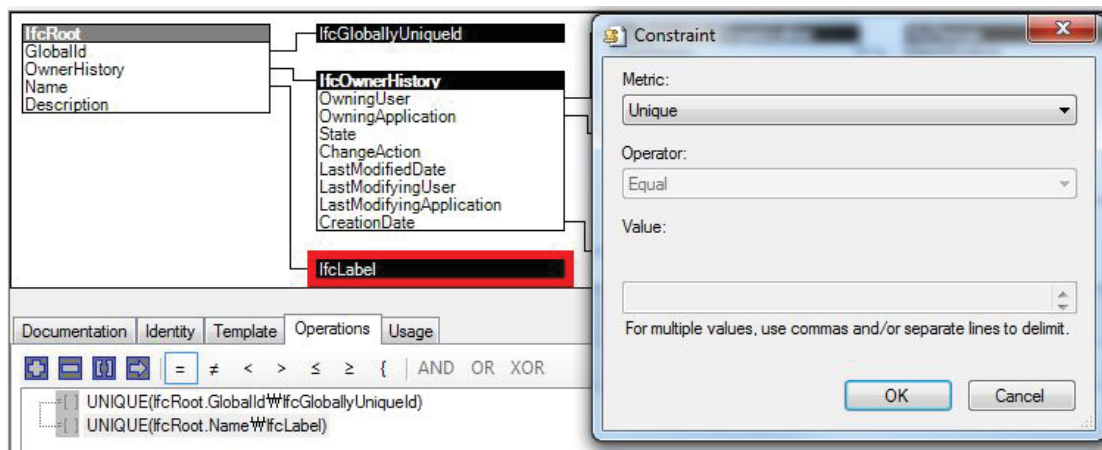 IfcRoot
GlobalId
OwnerHistory
Name
Description
IfcGloballyUniqueId
IfcOwnerHistory
OwningUser
OwningApplication
State
ChangeAction
LastModifiedDate
LastModifyingUser
LastModifyingApplication
CreationDate
IfcLabel
Documentation Identity Template Operations Usage
= ≠ < > ≤ ≥ { AND OR XOR
UNIQUE(IfcRoot.GlobalId₩IfcGloballyUniqueId)
UNIQUE(IfcRoot.Name₩IfcLabel)
Constraint
Metric:
Unique
Operator:
Equal
Value:
For multiple values, use commas and/or separate lines to delimit.
OK Cancel